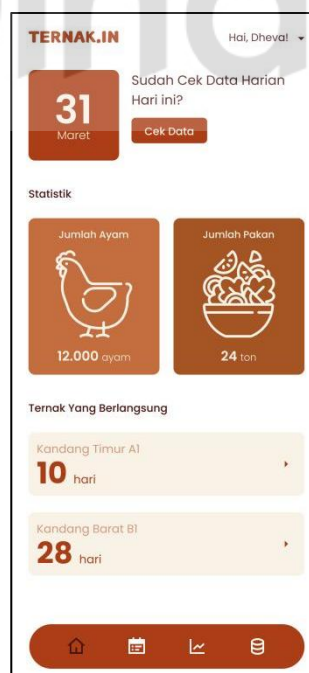 TERNAK.IN
Hai, Dheva!
31
Maret
Sudah Cek Data Harian
Hari ini?
Cek Data
Statistik
Jumlah Ayam
12.000 ayam
Jumlah Pakan
24 ton
Ternak Yang Berlangsung
Kandang Timur A1
10 hari
Kandang Barat B1
28 hari